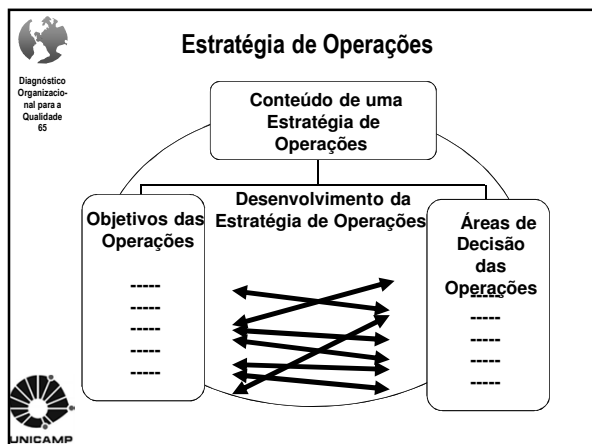 Estratégia de Operações
Diagnóstico
Organizacio-
nal para a
Qualidade
65
Conteúdo de uma
Estratégia de
Operações
Desenvolvimento da
Estratégia de Operações
Objetivos das
Operações
-----
-----
-----
-----
-----
Áreas de
Decisão
das
Operações
-----
-----
-----
-----
-----
UNICAMP